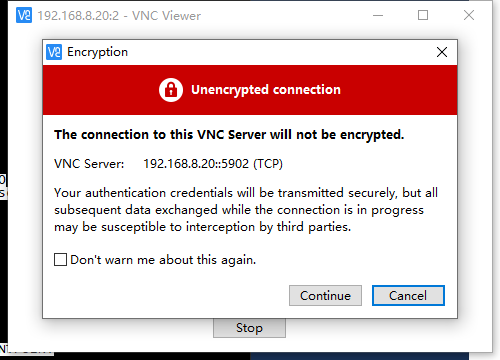 192.168.8.20:2 - VNC Viewer
Encryption
Unencrypted connection
The connection to this VNC Server will not be encrypted.
VNC Server: 192.168.8.20::5902 (TCP)
Your authentication credentials will be transmitted securely, but all
subsequent data exchanged while the connection is in progress
may be susceptible to interception by third parties.
Don't warn me about this again.
Continue Cancel
Stop